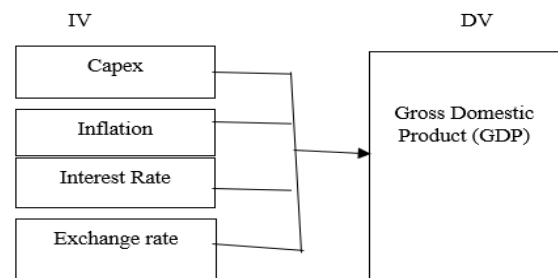 IV
DV
Capex
Inflation
Interest Rate
Exchange rate
Gross Domestic
Product (GDP)